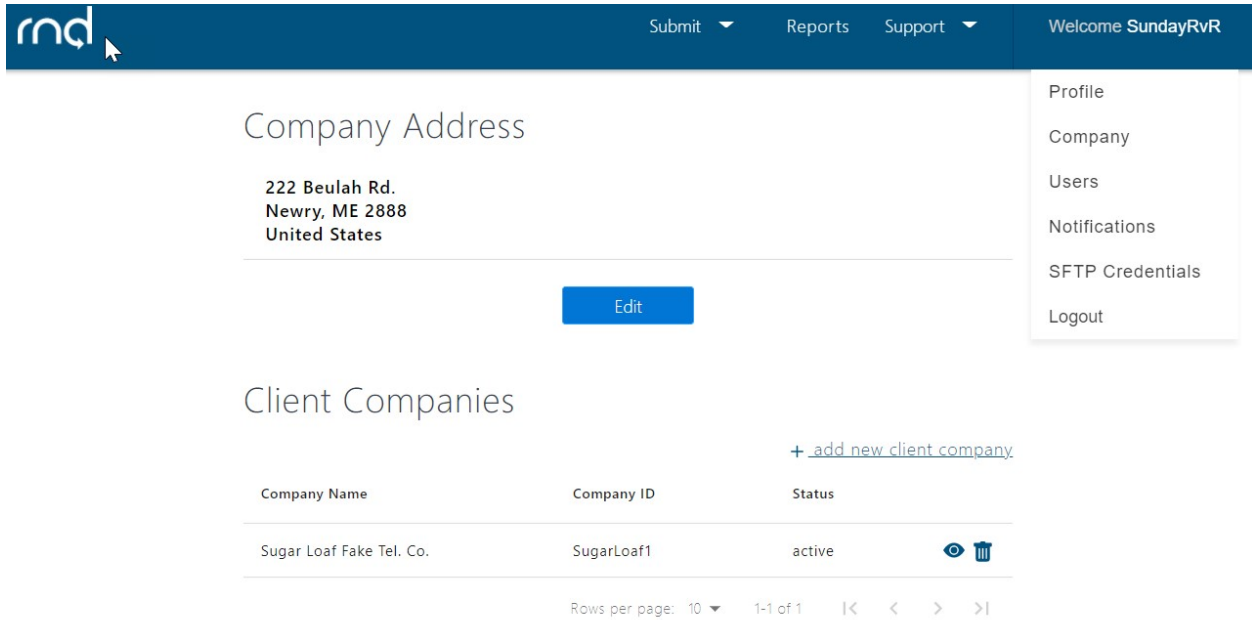 rnd
Submit Reports Support Welcome SundayRvR
Profile
Company
Users
Notifications
SFTP Credentials
Logout
Company Address
222 Beulah Rd.
Newry, ME 2888
United States
Edit
Client Companies
+ add new client company
Company Name Company ID Status
Sugar Loaf Fake Tel. Co. SugarLoaf1 active
Rows per page: 10 1-1 of 1